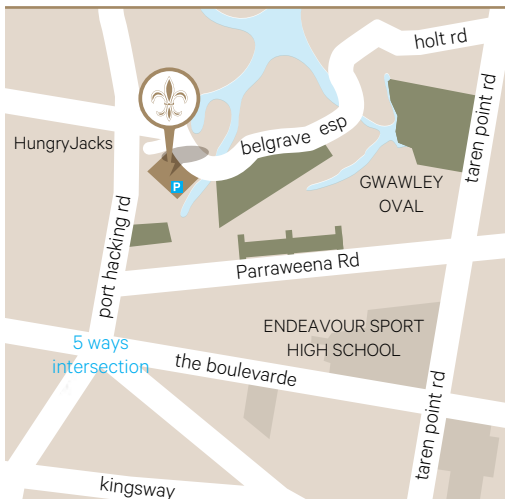 holt rd
taren point rd
HungryJacks
belgrave esp
P
GWAWLEY
OVAL
port hacking rd
Parraweena Rd
ENDEAVOUR SPORT
HIGH SCHOOL
5 ways
intersection
the boulevarde
taren point rd
kingsway